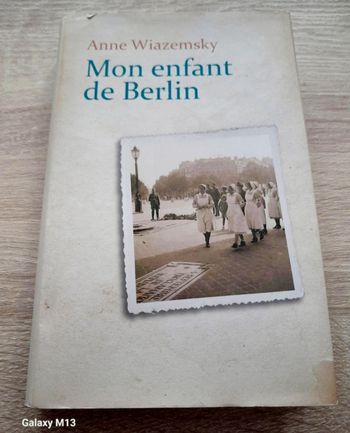 Anne Wiazemsky
Mon enfant
de Berlin
Galaxy M13